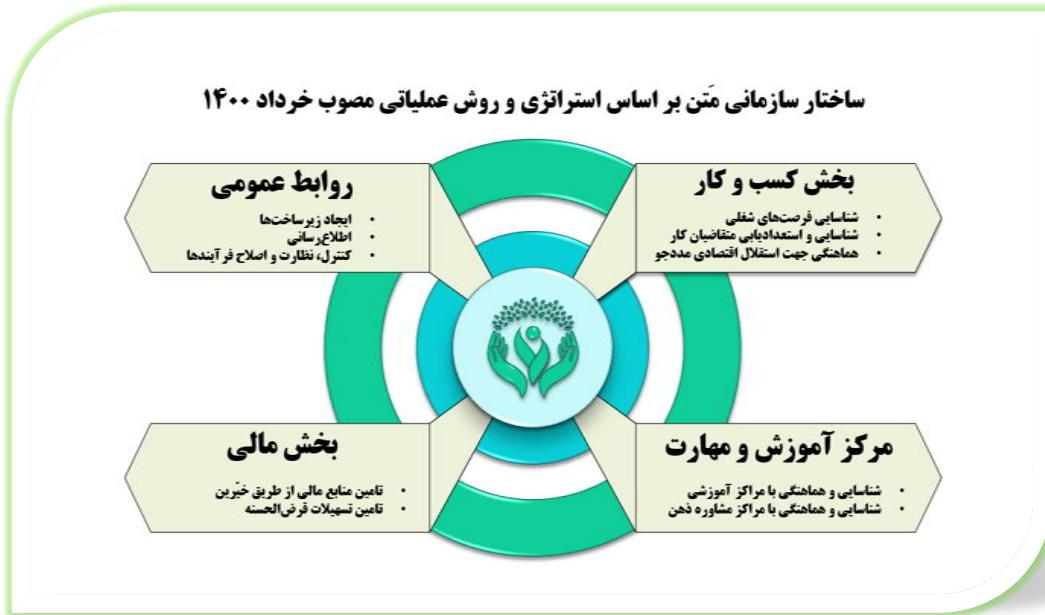 ساختار سازمانی مَتن بر اساس استراتژی و روش عملیاتی مصوب خرداد ۱۴۰۰
بخش کسب و کار
• شناسایی فرصت‌های شغلی
• شناسایی و استعدادیابی متقاضیان کار
• هماهنگی جهت استقلال اقتصادی مددجو
روابط عمومی
• ایجاد زیرساخت‌ها
• اطلاع‌رسانی
• کنترل، نظارت و اصلاح فرآیندها
مرکز آموزش و مهارت
• شناسایی و هماهنگی با مراکز آموزشی
• شناسایی و هماهنگی با مراکز مشاوره ذهن
بخش مالی
• تامین منابع مالی از طریق خیّرین
• تامین تسهیلات قرض‌الحسنه